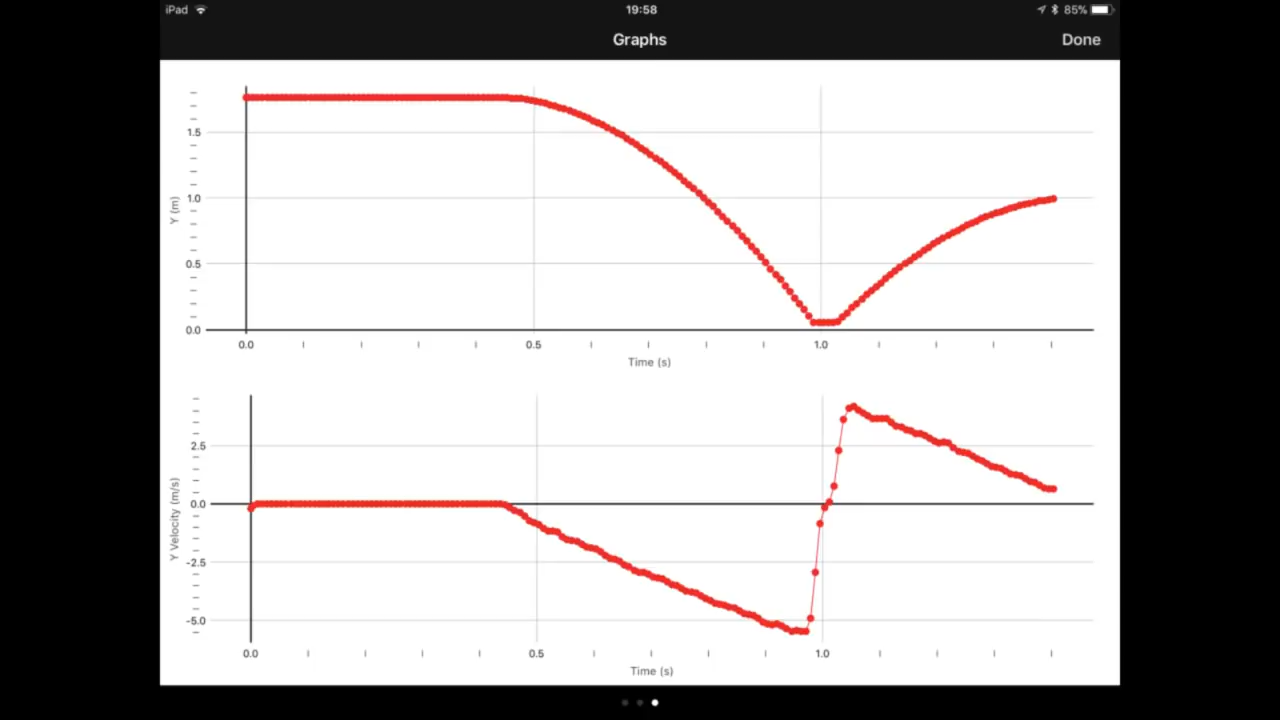 iPad 19:58 85%
Graphs Done
1.5
1.0
0.5
0.0
Y (m)
0.0 0.5 1.0
Time (s)
2.5
0.0
-2.5
-5.0
Y Velocity (m/s)
0.0 0.5 1.0
Time (s)